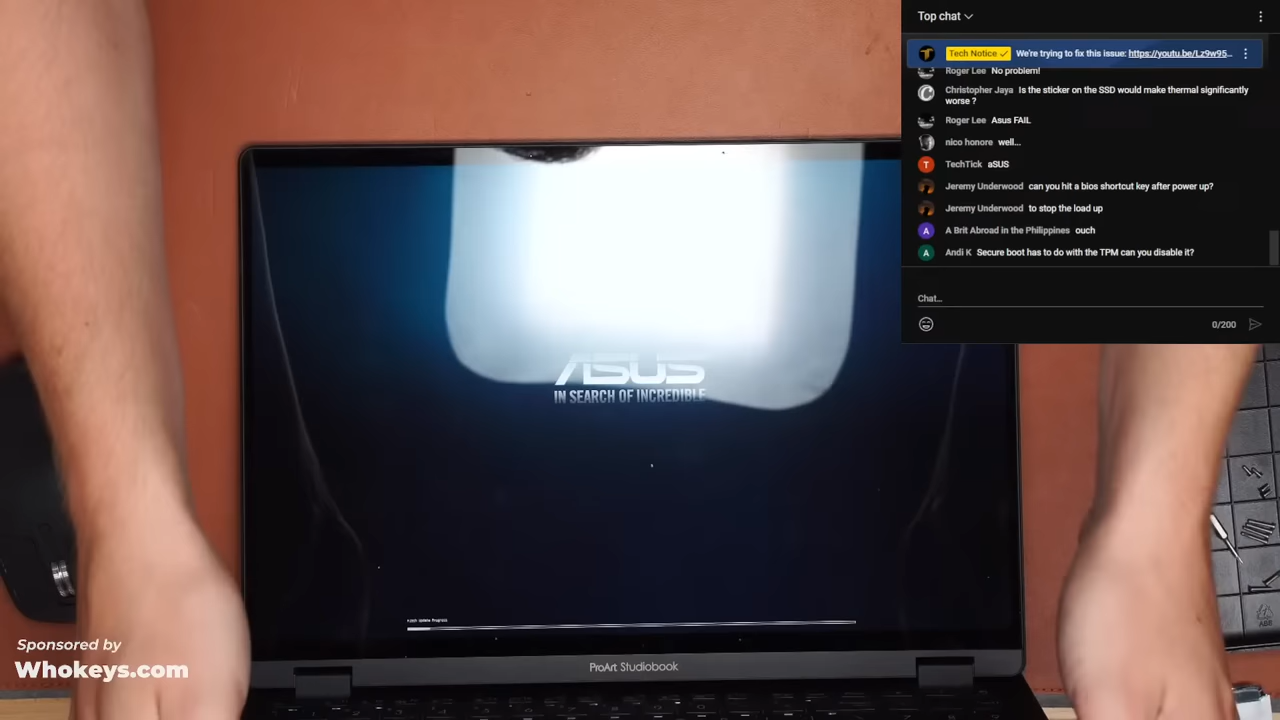 Top chat
Tech Notice We're trying to fix this issue: https://youtu.be/Lz9w95...
Roger Lee No problem!
Christopher Jaya Is the sticker on the SSD would make thermal significantly
worse ?
Roger Lee Asus FAIL
nico honore well...
T TechTick aSUS
Jeremy Underwood can you hit a bios shortcut key after power up?
Jeremy Underwood to stop the load up
A A Brit Abroad in the Philippines ouch
A Andi K Secure boot has to do with the TPM can you disable it?
Chat...
0/200
ASUS
IN SEARCH OF INCREDIBLE
Flash Update Progress
ProArt Studiobook
Sponsored by
Whokeys.com